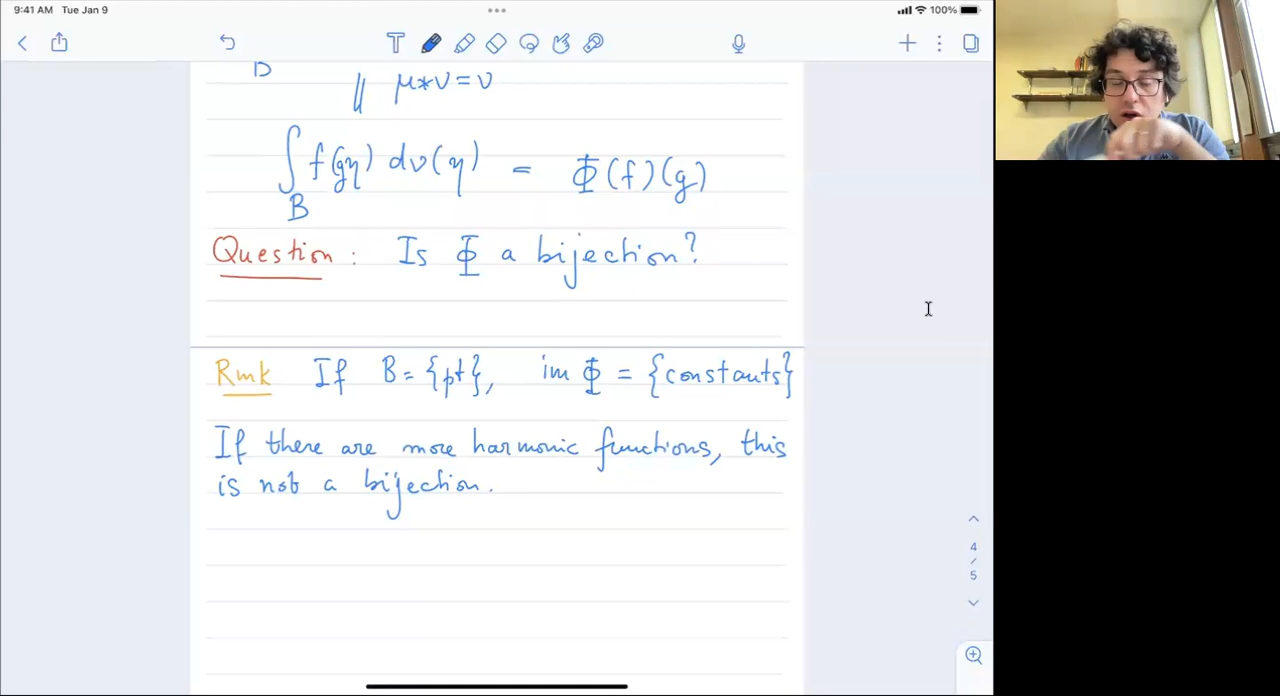 9:41 AM Tue Jan 9
100%
B
|| μ*ν = ν
∫ f(gη) dν(η) = Φ(f)(g)
B
Question : Is Φ a bijection?
Rmk If B = {pt}, im Φ = {constants}
If there are more harmonic functions, this
is not a bijection.
4
/
5